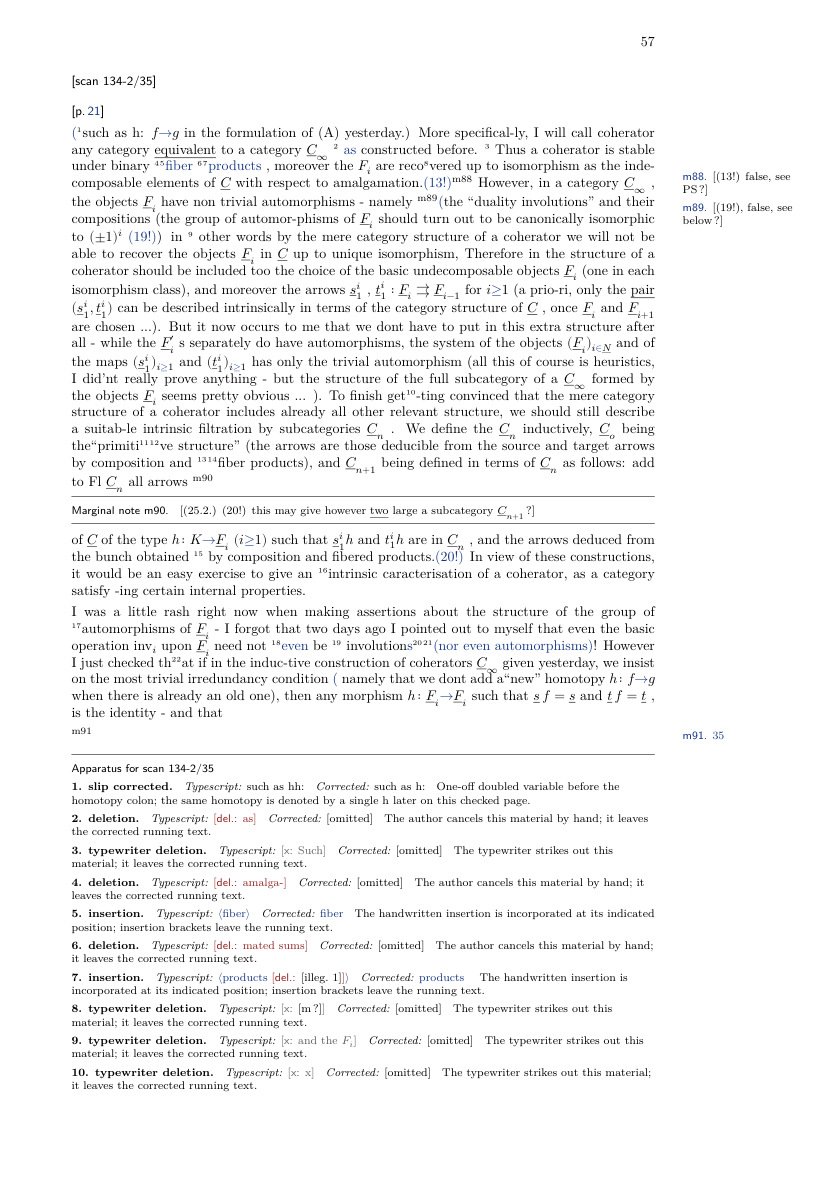 57
[scan 134-2/35]
[p. 21]
(¹such as h: f→g in the formulation of (A) yesterday.) More specifical-ly, I will call coherator
any category equivalent to a category C_∞ ² as constructed before. ³ Thus a coherator is stable
under binary ⁴⁵fiber ⁶⁷products , moreover the F_i are reco⁸vered up to isomorphism as the inde-
composable elements of C with respect to amalgamation.(13!)ᵐ⁸⁸ However, in a category C_∞ ,
the objects F_i have non trivial automorphisms - namely ᵐ⁸⁹(the “duality involutions” and their
compositions (the group of automor-phisms of F_i should turn out to be canonically isomorphic
to (±1)ⁱ (19!)) in ⁹ other words by the mere category structure of a coherator we will not be
able to recover the objects F_i in C up to unique isomorphism, Therefore in the structure of a
coherator should be included too the choice of the basic undecomposable objects F_i (one in each
isomorphism class), and moreover the arrows s₁ⁱ , t₁ⁱ : F_i ⇉ F_{i−1} for i≥1 (a prio-ri, only the pair
(s₁ⁱ,t₁ⁱ) can be described intrinsically in terms of the category structure of C , once F_i and F_{i+1}
are chosen ...). But it now occurs to me that we dont have to put in this extra structure after
all - while the F′_i s separately do have automorphisms, the system of the objects (F_i)_{i∈N} and of
the maps (s₁ⁱ)_{i≥1} and (t₁ⁱ)_{i≥1} has only the trivial automorphism (all this of course is heuristics,
I did'nt really prove anything - but the structure of the full subcategory of a C_∞ formed by
the objects F_i seems pretty obvious ... ). To finish get¹⁰-ting convinced that the mere category
structure of a coherator includes already all other relevant structure, we should still describe
a suitab-le intrinsic filtration by subcategories C_n . We define the C_n inductively, C_o being
the“primiti¹¹¹²ve structure” (the arrows are those deducible from the source and target arrows
by composition and ¹³¹⁴fiber products), and C_{n+1} being defined in terms of C_n as follows: add
to Fl C_n all arrows ᵐ⁹⁰
Marginal note m90. [(25.2.) (20!) this may give however two large a subcategory C_{n+1} ?]
of C of the type h: K→F_i (i≥1) such that s₁ⁱh and t₁ⁱh are in C_n , and the arrows deduced from
the bunch obtained ¹⁵ by composition and fibered products.(20!) In view of these constructions,
it would be an easy exercise to give an ¹⁶intrinsic caracterisation of a coherator, as a category
satisfy -ing certain internal properties.
I was a little rash right now when making assertions about the structure of the group of
¹⁷automorphisms of F_i - I forgot that two days ago I pointed out to myself that even the basic
operation inv_i upon F_i need not ¹⁸even be ¹⁹ involutions²⁰²¹(nor even automorphisms)! However
I just checked th²²at if in the induc-tive construction of coherators C_∞ given yesterday, we insist
on the most trivial irredundancy condition ( namely that we dont add a“new” homotopy h: f→g
when there is already an old one), then any morphism h: F_i→F_i such that s f = s and t f = t ,
is the identity - and that
m91
m88. [(13!) false, see
PS ?]
m89. [(19!), false, see
below ?]
m91. 35
Apparatus for scan 134-2/35
1. slip corrected. Typescript: such as hh: Corrected: such as h: One-off doubled variable before the
homotopy colon; the same homotopy is denoted by a single h later on this checked page.
2. deletion. Typescript: [del.: as] Corrected: [omitted] The author cancels this material by hand; it leaves
the corrected running text.
3. typewriter deletion. Typescript: [x: Such] Corrected: [omitted] The typewriter strikes out this
material; it leaves the corrected running text.
4. deletion. Typescript: [del.: amalga-] Corrected: [omitted] The author cancels this material by hand; it
leaves the corrected running text.
5. insertion. Typescript: ⟨fiber⟩ Corrected: fiber The handwritten insertion is incorporated at its indicated
position; insertion brackets leave the running text.
6. deletion. Typescript: [del.: mated sums] Corrected: [omitted] The author cancels this material by hand;
it leaves the corrected running text.
7. insertion. Typescript: ⟨products [del.: [illeg. 1]]⟩ Corrected: products The handwritten insertion is
incorporated at its indicated position; insertion brackets leave the running text.
8. typewriter deletion. Typescript: [x: [m ?]] Corrected: [omitted] The typewriter strikes out this
material; it leaves the corrected running text.
9. typewriter deletion. Typescript: [x: and the F_i] Corrected: [omitted] The typewriter strikes out this
material; it leaves the corrected running text.
10. typewriter deletion. Typescript: [x: x] Corrected: [omitted] The typewriter strikes out this material;
it leaves the corrected running text.